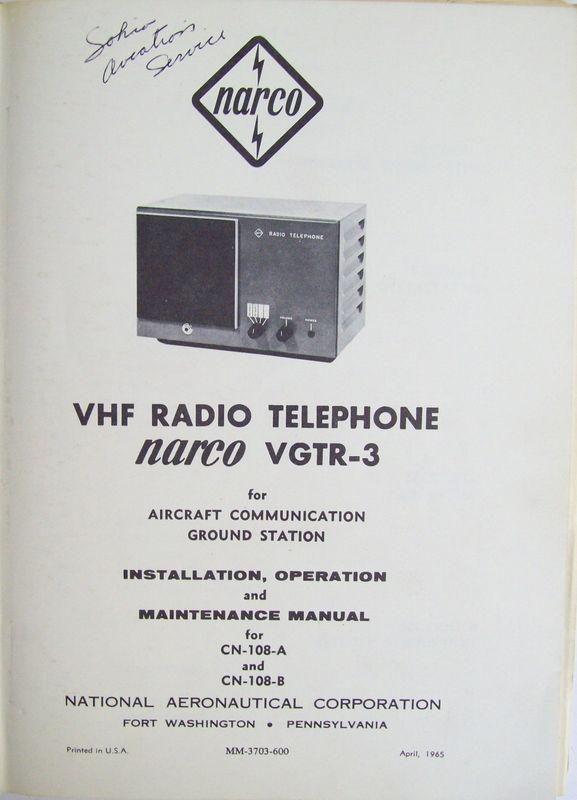 Sohio
Aviation
Service
narco
RADIO TELEPHONE
VOLUME
POWER
VHF RADIO TELEPHONE
narco VGTR-3
for
AIRCRAFT COMMUNICATION
GROUND STATION
INSTALLATION, OPERATION
and
MAINTENANCE MANUAL
for
CN-108-A
and
CN-108-B
NATIONAL AERONAUTICAL CORPORATION
FORT WASHINGTON • PENNSYLVANIA
Printed in U.S.A. MM-3703-600 April, 1965